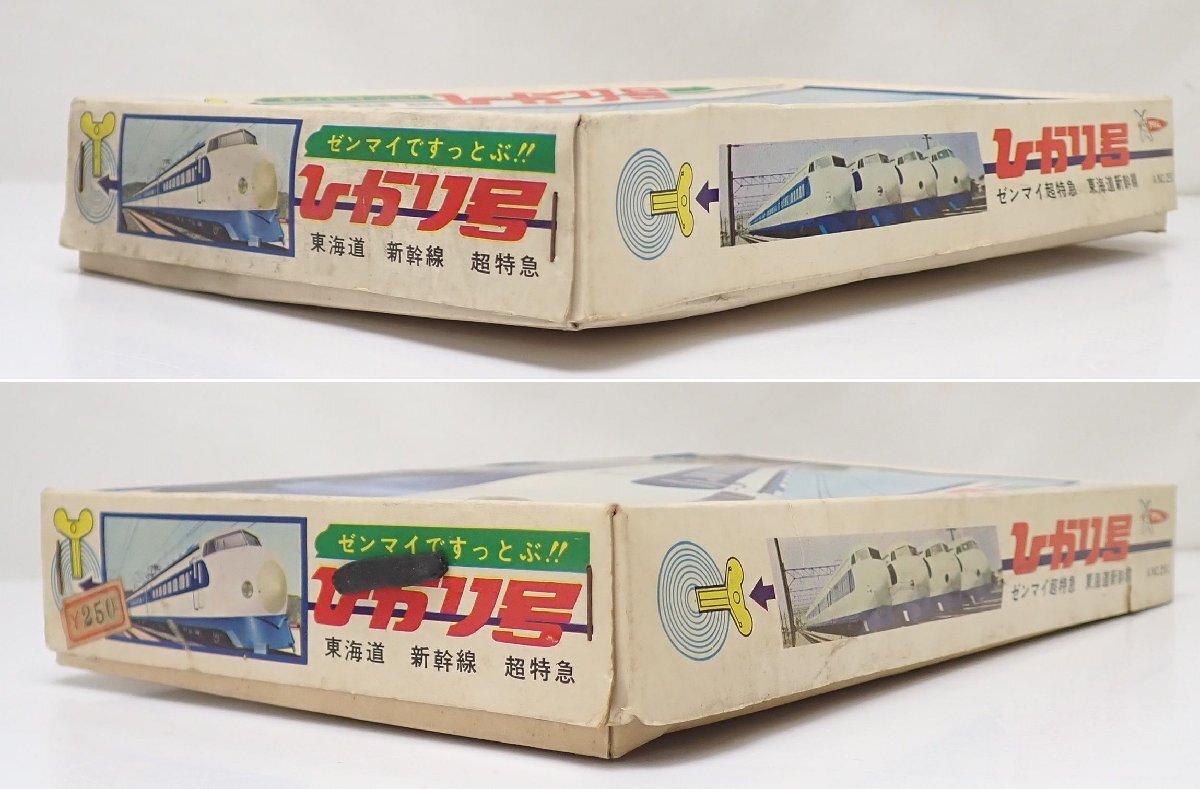 ゼンマイですっとぶ!!
ひかり号
東海道 新幹線 超特急
ひかり号
ゼンマイ超特急 東海道新幹線
ゼンマイですっとぶ!!
ひかり号
東海道 新幹線 超特急
¥250
ひかり号
ゼンマイ超特急 東海道新幹線